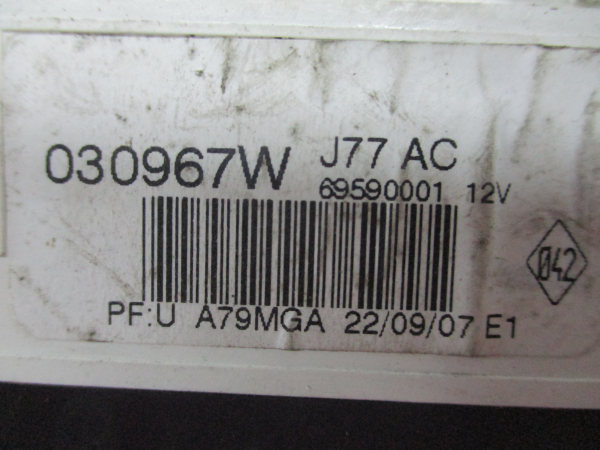 030967W J77 AC
69590001 12V
Ø42
PF:U A79MGA 22/09/07 E1